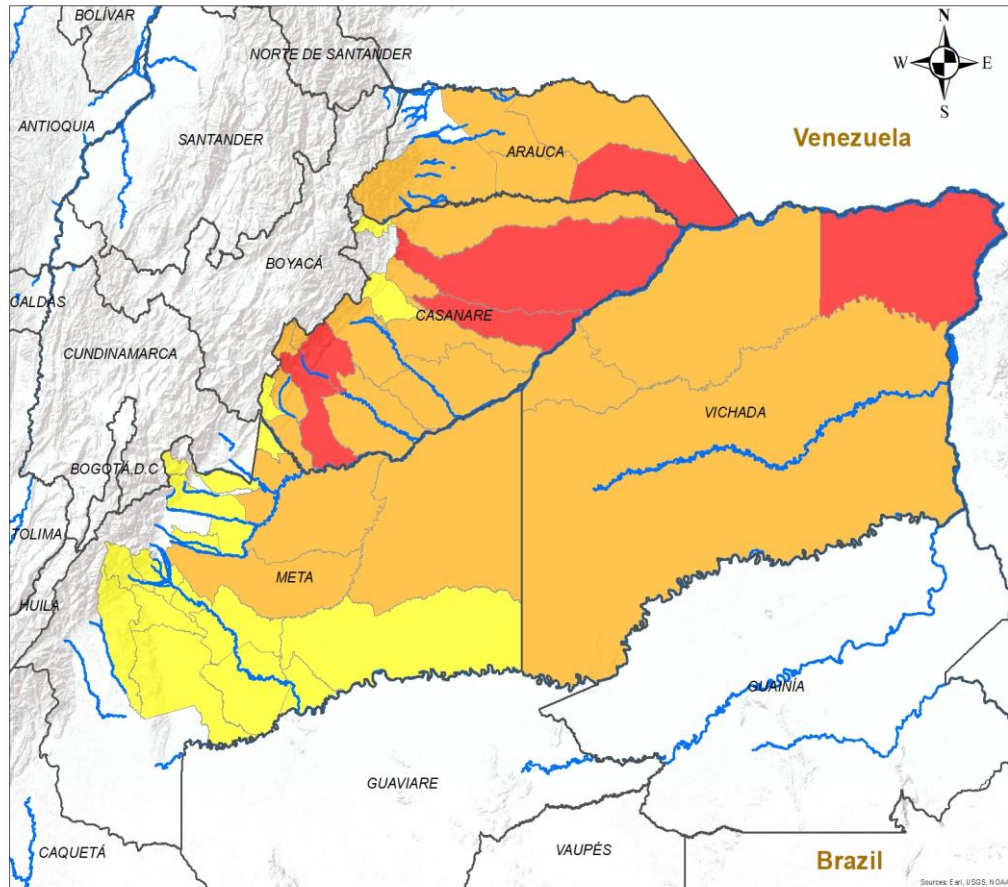 BOLÍVAR
N
NORTE DE SANTANDER
W
E
S
ANTIOQUIA
SANTANDER
ARAUCA
Venezuela
BOYACÁ
CALDAS
CASANARE
CUNDINAMARCA
VICHADA
BOGOTÁ, D.C
TOLIMA
META
HUILA
GUAINÍA
GUAVIARE
VAUPÉS
CAQUETÁ
Brazil
Sources: Esri, USGS, NOAA